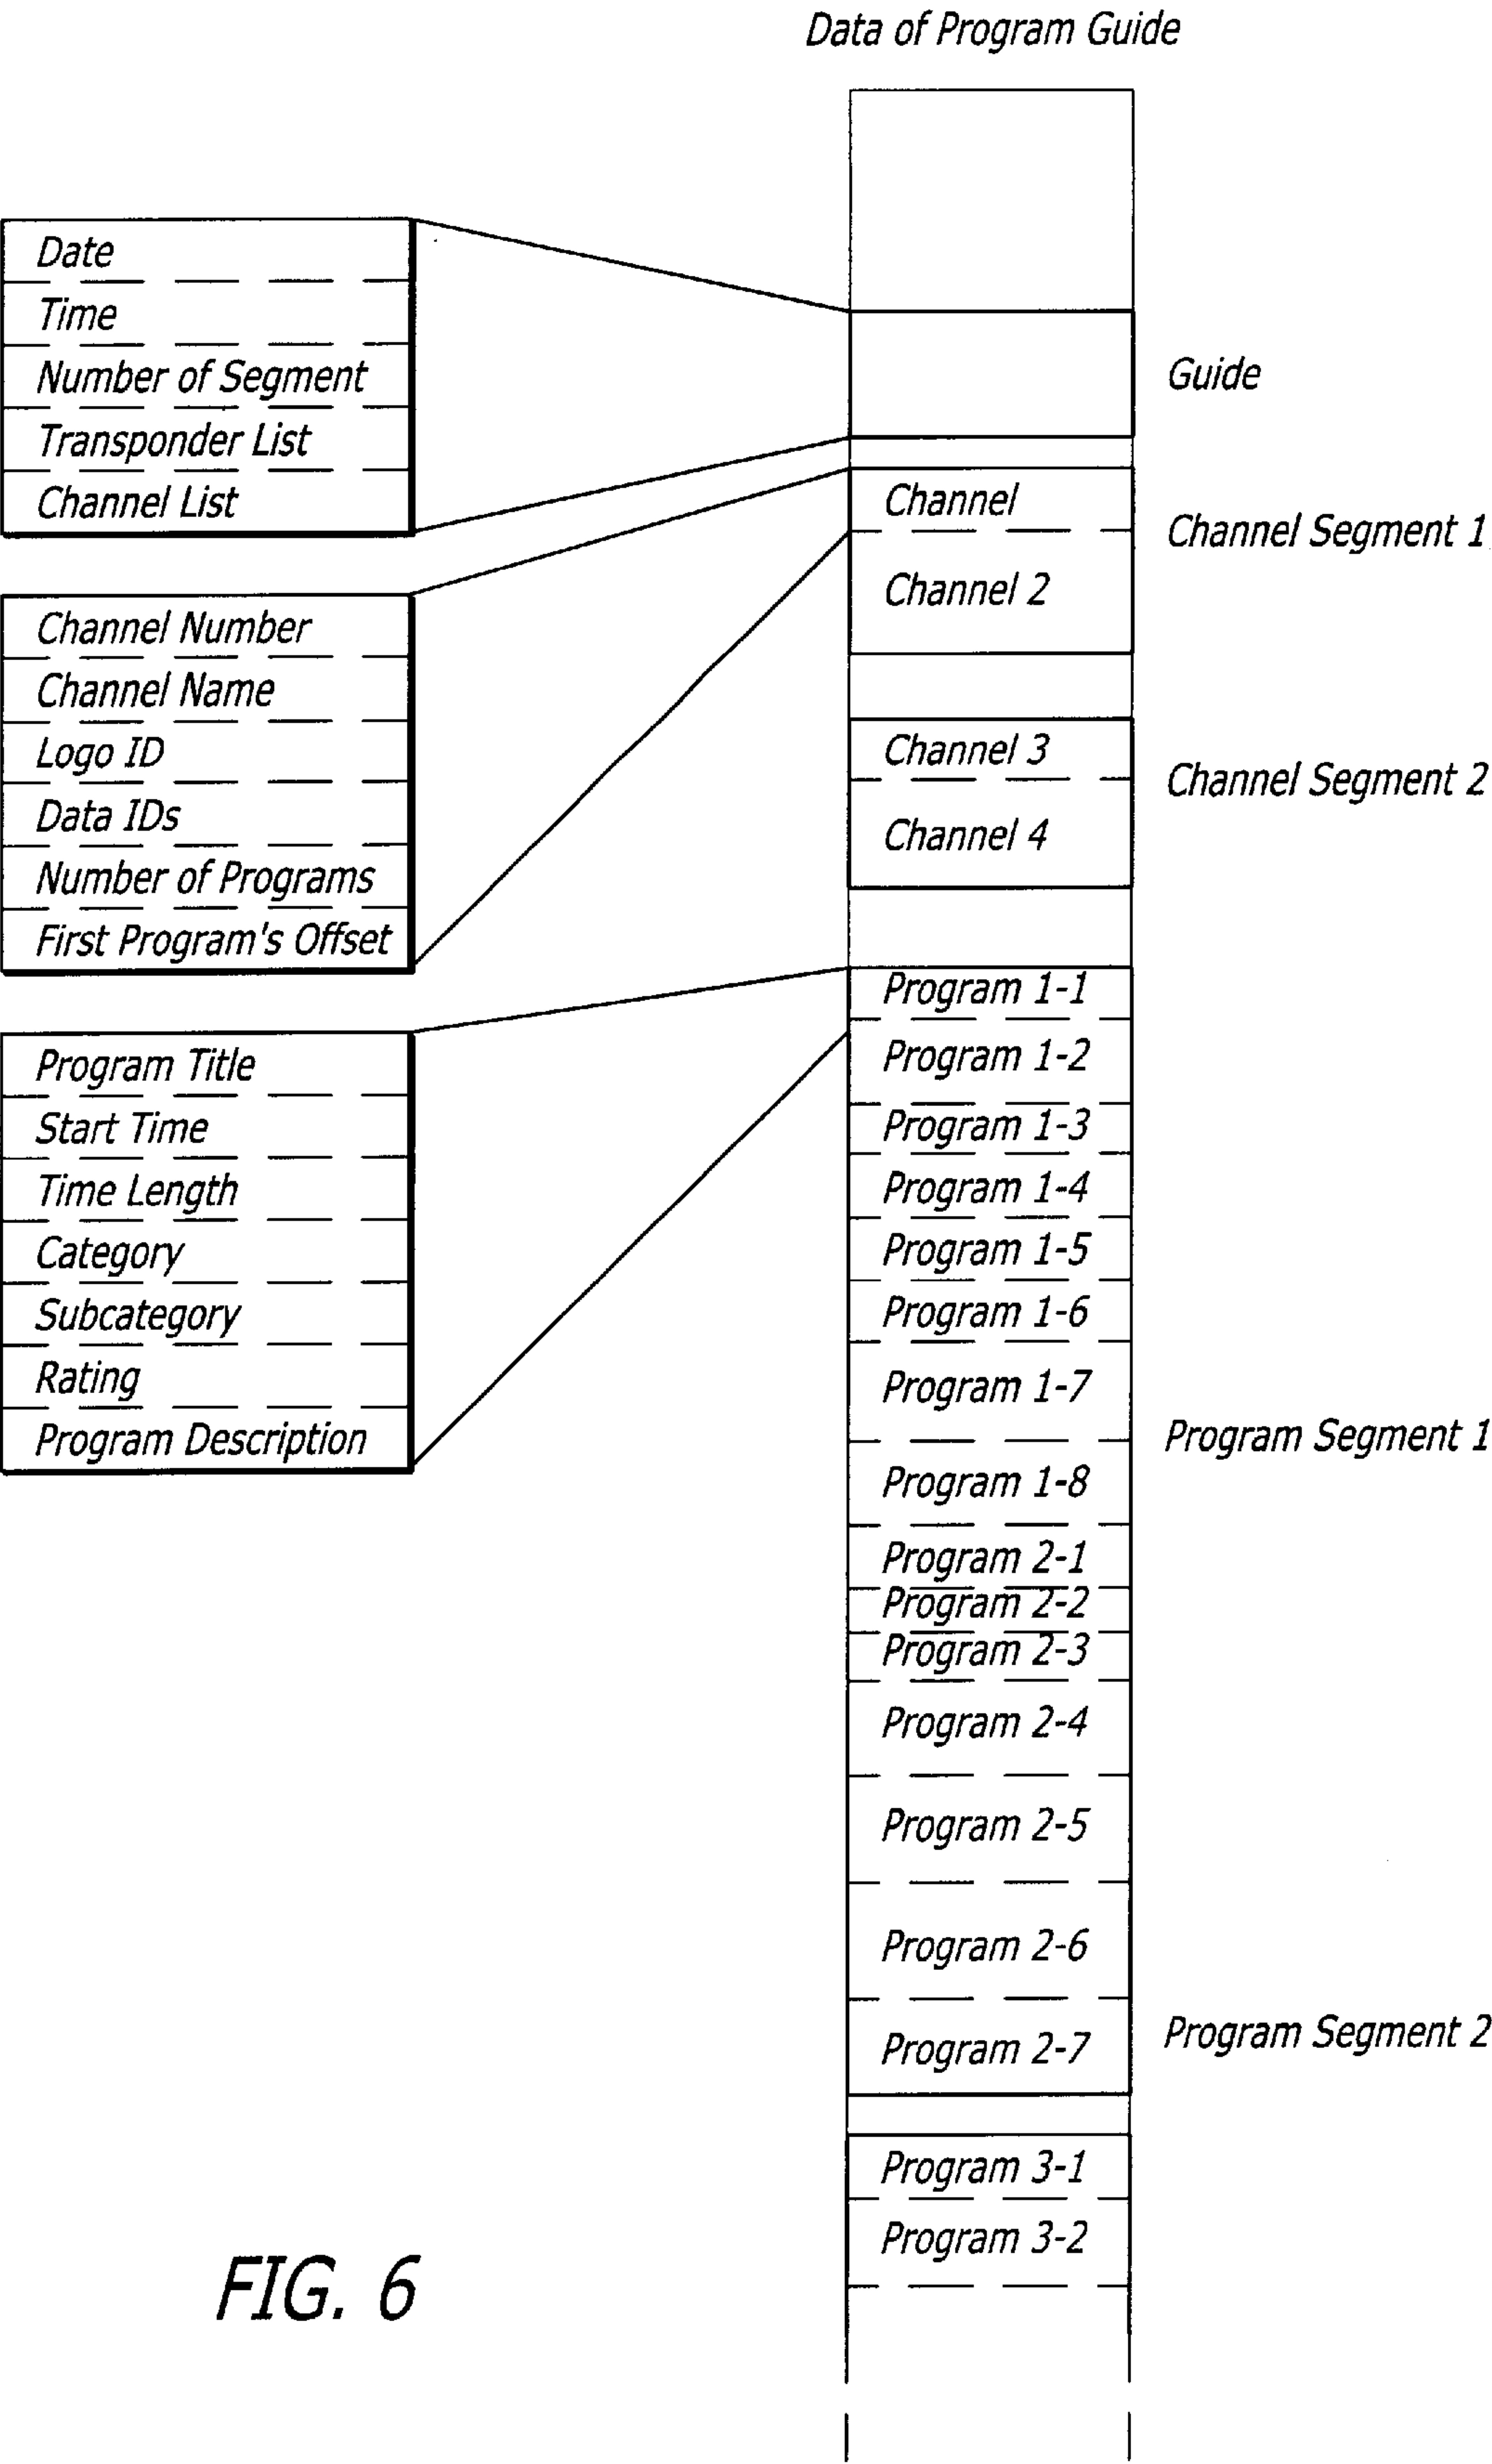 Data of Program Guide
Date
Time
Number of Segment
Transponder List
Channel List
Guide
Channel
Channel 2
Channel Segment 1
Channel Number
Channel Name
Logo ID
Data IDs
Number of Programs
First Program's Offset
Channel 3
Channel 4
Channel Segment 2
Program Title
Start Time
Time Length
Category
Subcategory
Rating
Program Description
Program 1-1
Program 1-2
Program 1-3
Program 1-4
Program 1-5
Program 1-6
Program 1-7
Program 1-8
Program 2-1
Program 2-2
Program 2-3
Program 2-4
Program 2-5
Program 2-6
Program 2-7
Program Segment 1
Program Segment 2
Program 3-1
Program 3-2
FIG. 6